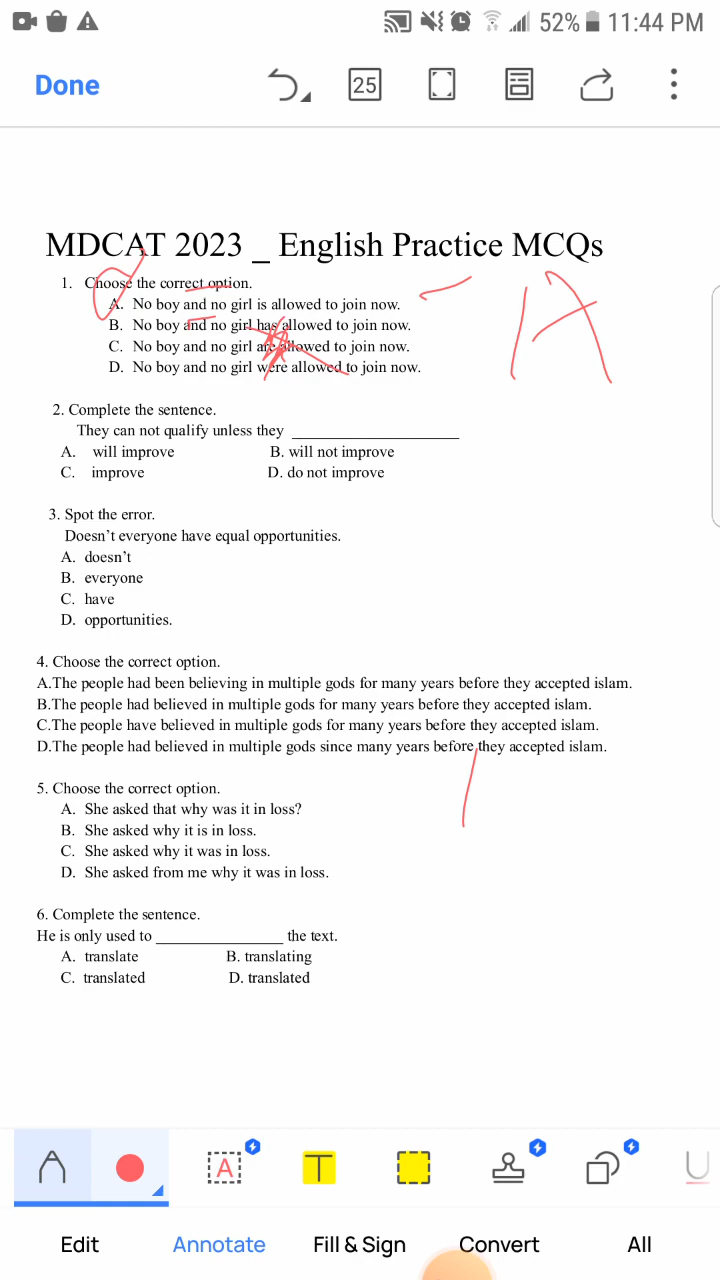 52% 11:44 PM
Done
25
MDCAT 2023 _ English Practice MCQs
1. Choose the correct option.
A. No boy and no girl is allowed to join now.
B. No boy and no girl has allowed to join now.
C. No boy and no girl are allowed to join now.
D. No boy and no girl were allowed to join now.
A
2. Complete the sentence.
They can not qualify unless they ______________________
A. will improve B. will not improve
C. improve D. do not improve
3. Spot the error.
Doesn't everyone have equal opportunities.
A. doesn't
B. everyone
C. have
D. opportunities.
4. Choose the correct option.
A.The people had been believing in multiple gods for many years before they accepted islam.
B.The people had believed in multiple gods for many years before they accepted islam.
C.The people have believed in multiple gods for many years before they accepted islam.
D.The people had believed in multiple gods since many years before they accepted islam.
5. Choose the correct option.
A. She asked that why was it in loss?
B. She asked why it is in loss.
C. She asked why it was in loss.
D. She asked from me why it was in loss.
6. Complete the sentence.
He is only used to _________________ the text.
A. translate B. translating
C. translated D. translated
A T U
Edit Annotate Fill & Sign Convert All